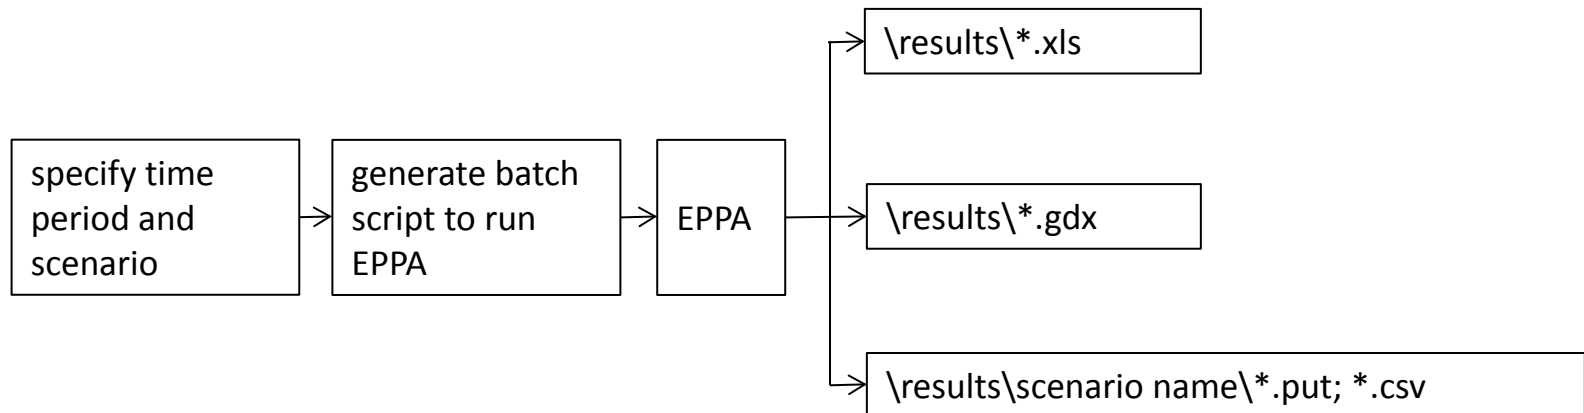 \results\*.xls
specify time
period and
scenario
generate batch
script to run
EPPA
EPPA
\results\*.gdx
\results\scenario name\*.put; *.csv